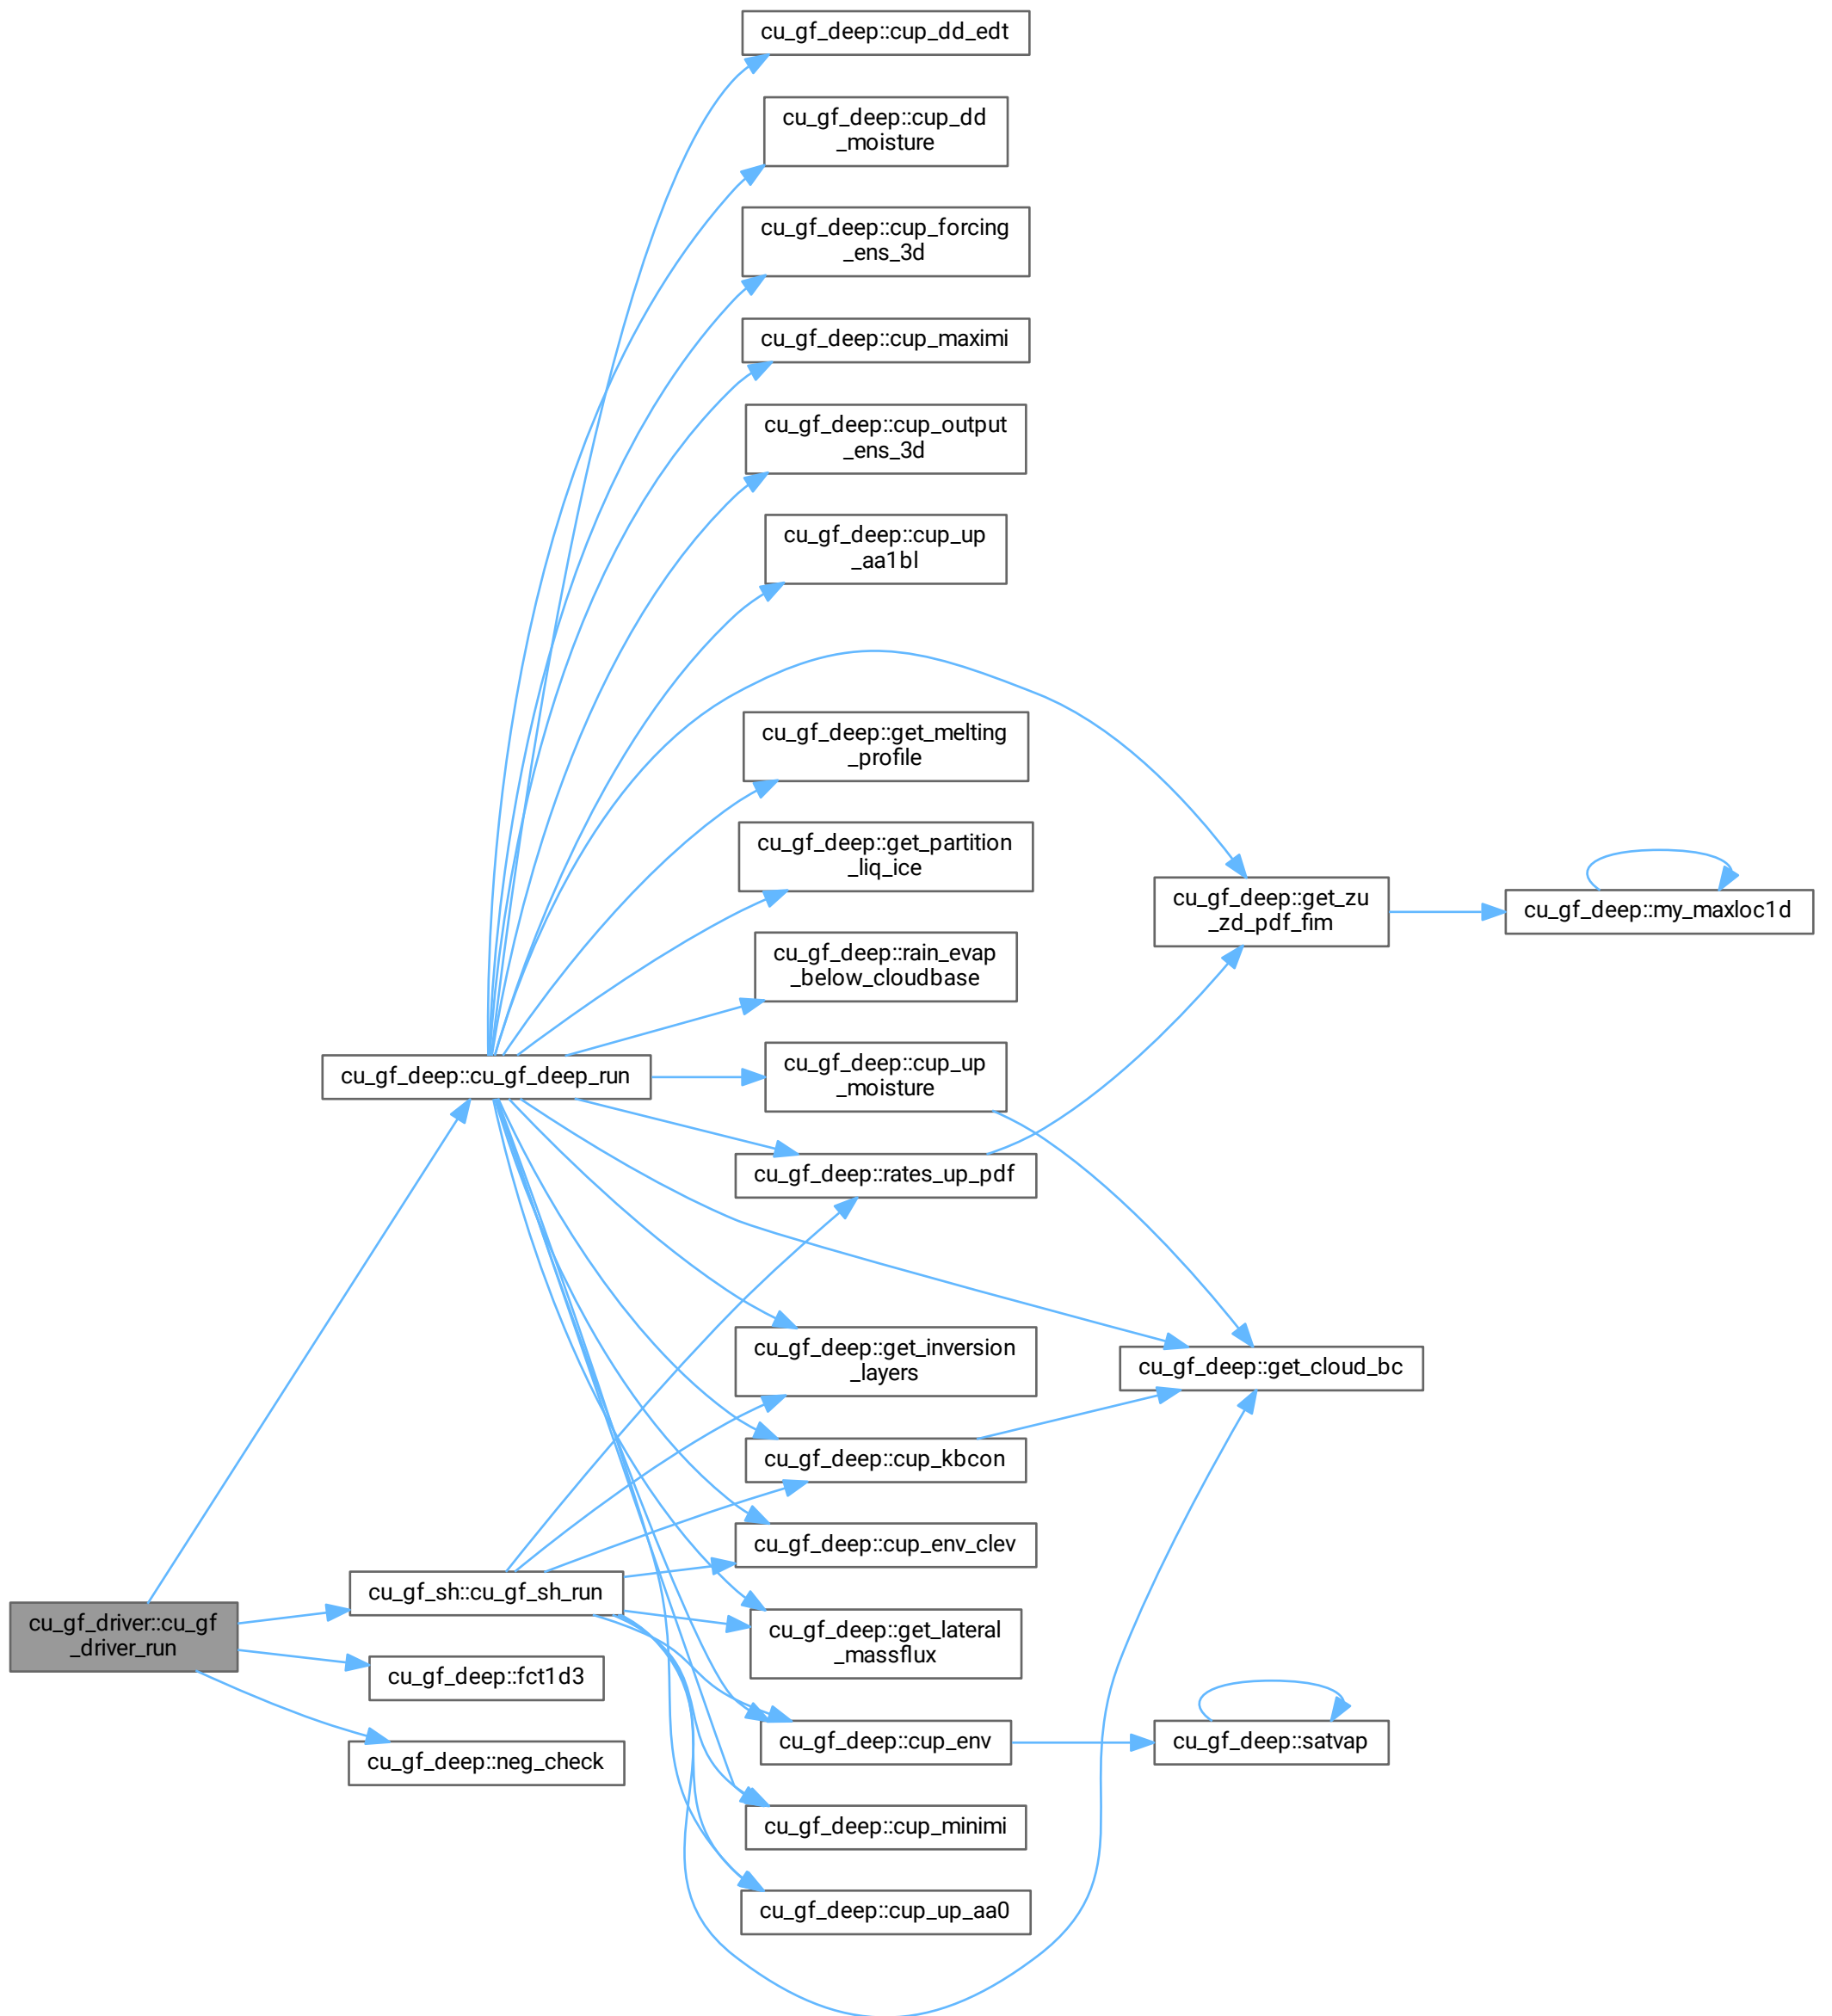 cu_gf_deep::cup_dd_edt
cu_gf_deep::cup_dd
_moisture
cu_gf_deep::cup_forcing
_ens_3d
cu_gf_deep::cup_maximi
cu_gf_deep::cup_output
_ens_3d
cu_gf_deep::cup_up
_aa1bl
cu_gf_deep::get_melting
_profile
cu_gf_deep::get_partition
_liq_ice
cu_gf_deep::get_zu
_zd_pdf_fim
cu_gf_deep::my_maxloc1d
cu_gf_deep::rain_evap
_below_cloudbase
cu_gf_deep::cu_gf_deep_run
cu_gf_deep::cup_up
_moisture
cu_gf_deep::rates_up_pdf
cu_gf_deep::get_inversion
_layers
cu_gf_deep::get_cloud_bc
cu_gf_deep::cup_kbcon
cu_gf_deep::cup_env_clev
cu_gf_sh::cu_gf_sh_run
cu_gf_driver::cu_gf
_driver_run
cu_gf_deep::get_lateral
_massflux
cu_gf_deep::fct1d3
cu_gf_deep::cup_env
cu_gf_deep::satvap
cu_gf_deep::neg_check
cu_gf_deep::cup_minimi
cu_gf_deep::cup_up_aa0